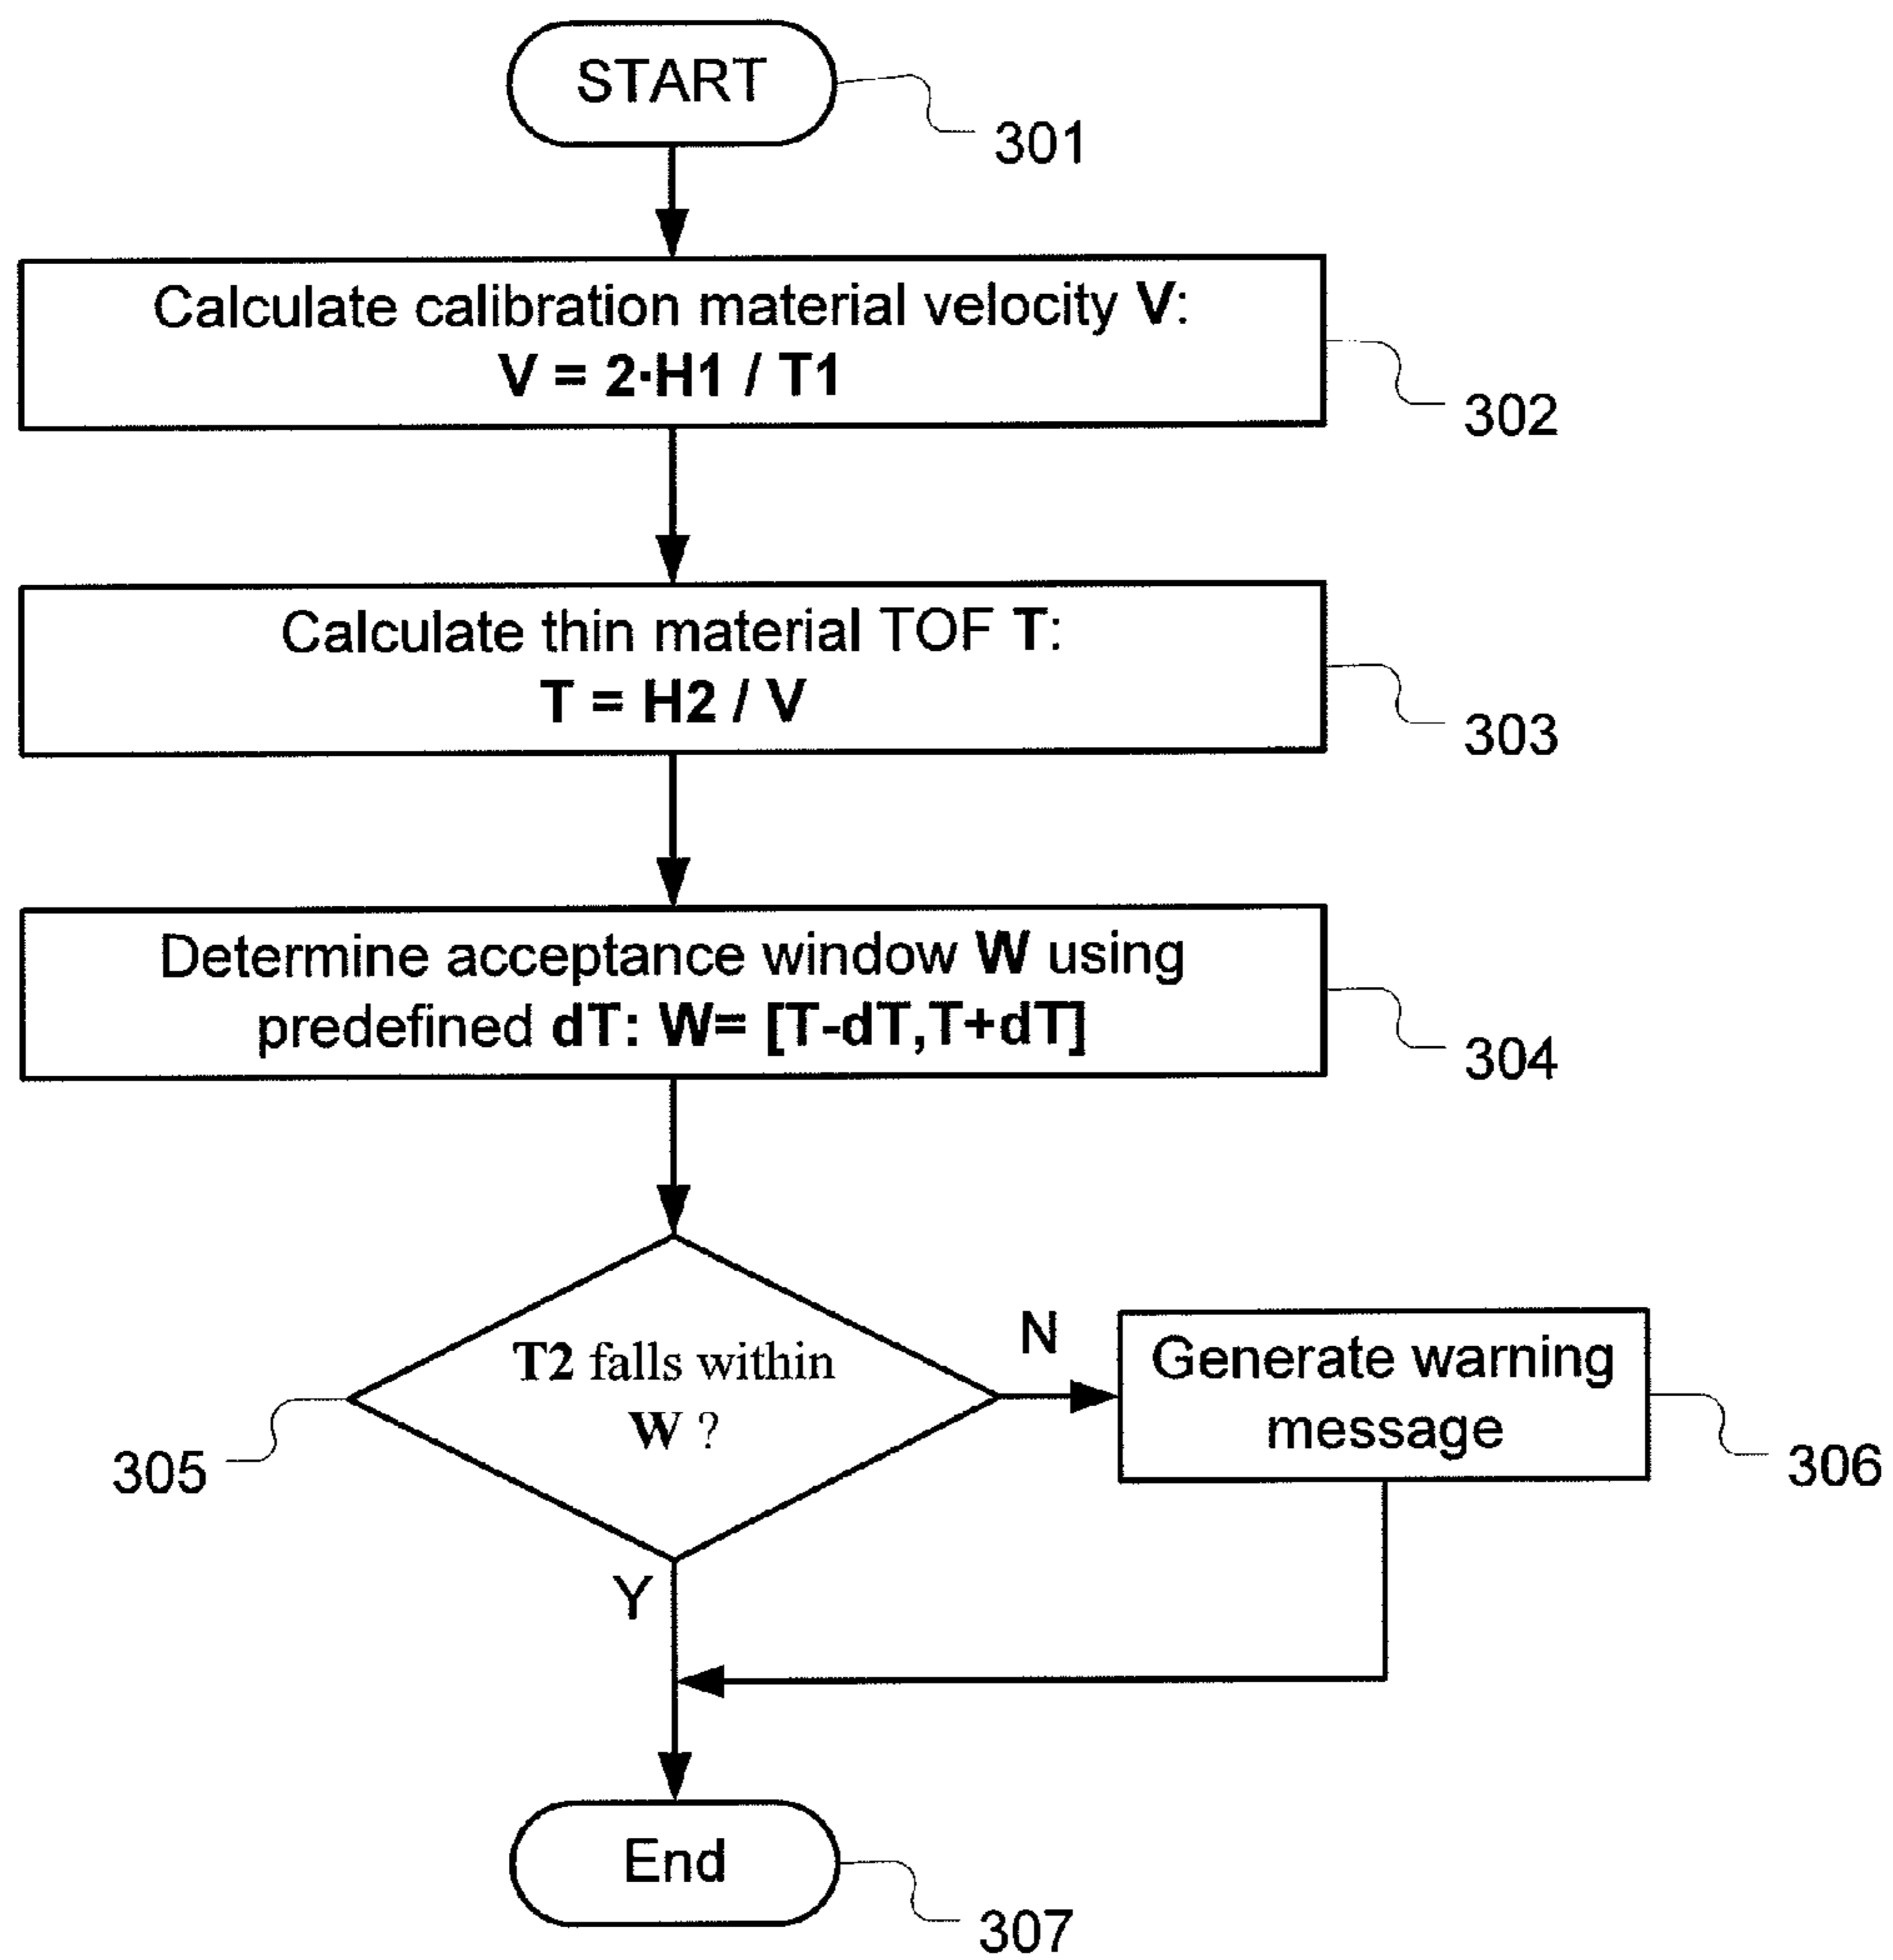 START
301
Calculate calibration material velocity V:
V = 2·H1 / T1
302
Calculate thin material TOF T:
T = H2 / V
303
Determine acceptance window W using
predefined dT: W= [T-dT,T+dT]
304
T2 falls within
W ?
305
N
Generate warning
message
306
Y
End
307